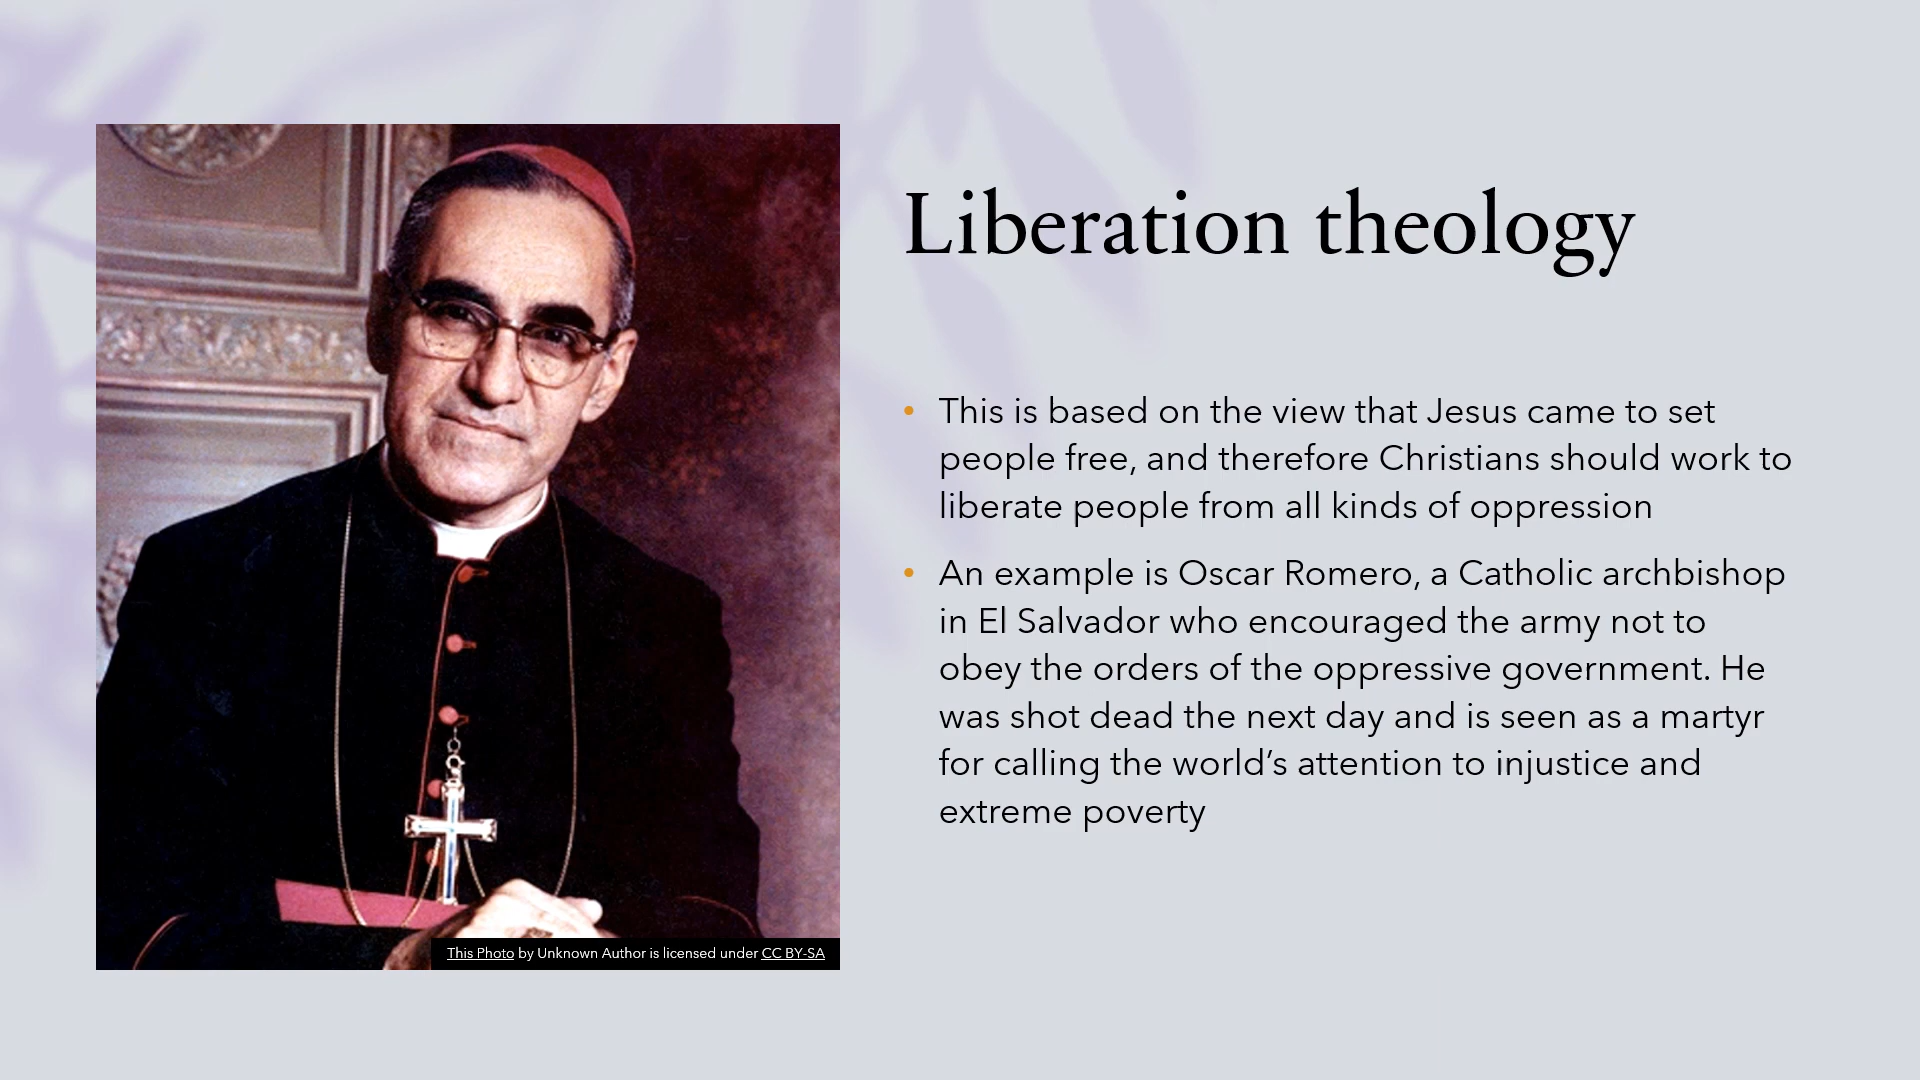 Liberation theology
• This is based on the view that Jesus came to set
people free, and therefore Christians should work to
liberate people from all kinds of oppression
• An example is Oscar Romero, a Catholic archbishop
in El Salvador who encouraged the army not to
obey the orders of the oppressive government. He
was shot dead the next day and is seen as a martyr
for calling the world’s attention to injustice and
extreme poverty
This Photo by Unknown Author is licensed under CC BY-SA